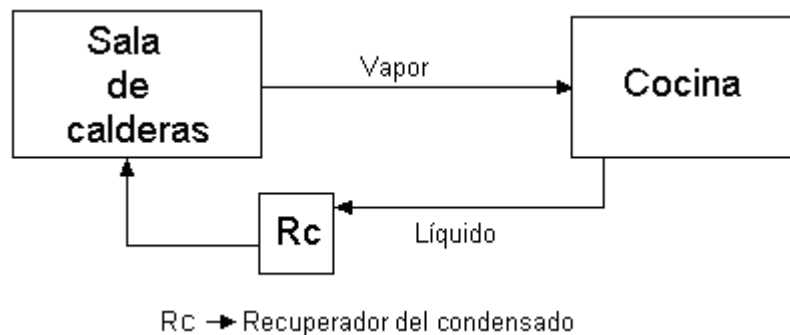 Sala
de
calderas
Vapor
Cocina
Rc
Líquido
Rc → Recuperador del condensado